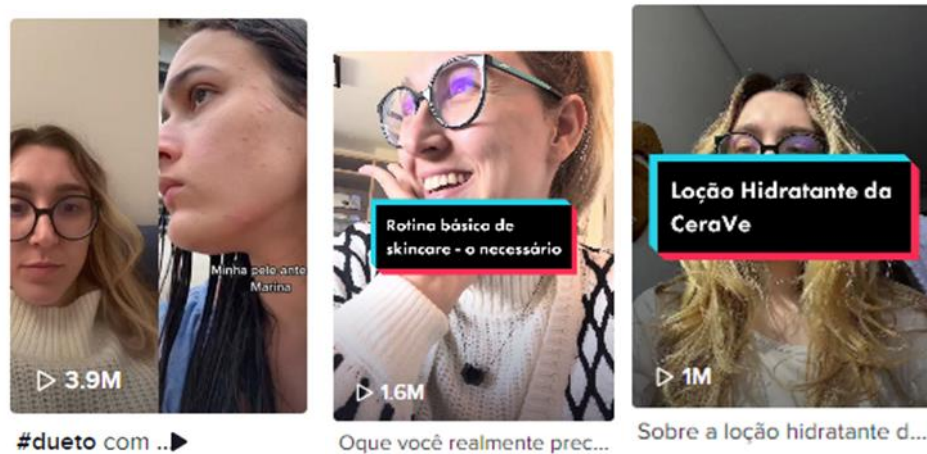 Minha pele ante
Marina
3.9M
#dueto com ..
Rotina básica de
skincare - o necessário
1.6M
Oque você realmente prec...
Loção Hidratante da
CeraVe
1M
Sobre a loção hidratante d...